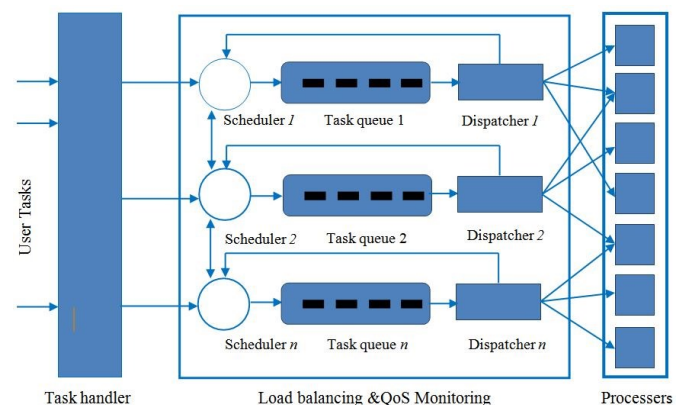 Scheduler 1 Task queue 1 Dispatcher 1
Scheduler 2 Task queue 2 Dispatcher 2
Scheduler n Task queue n Dispatcher n
User Tasks
Task handler Load balancing &QoS Monitoring Processers